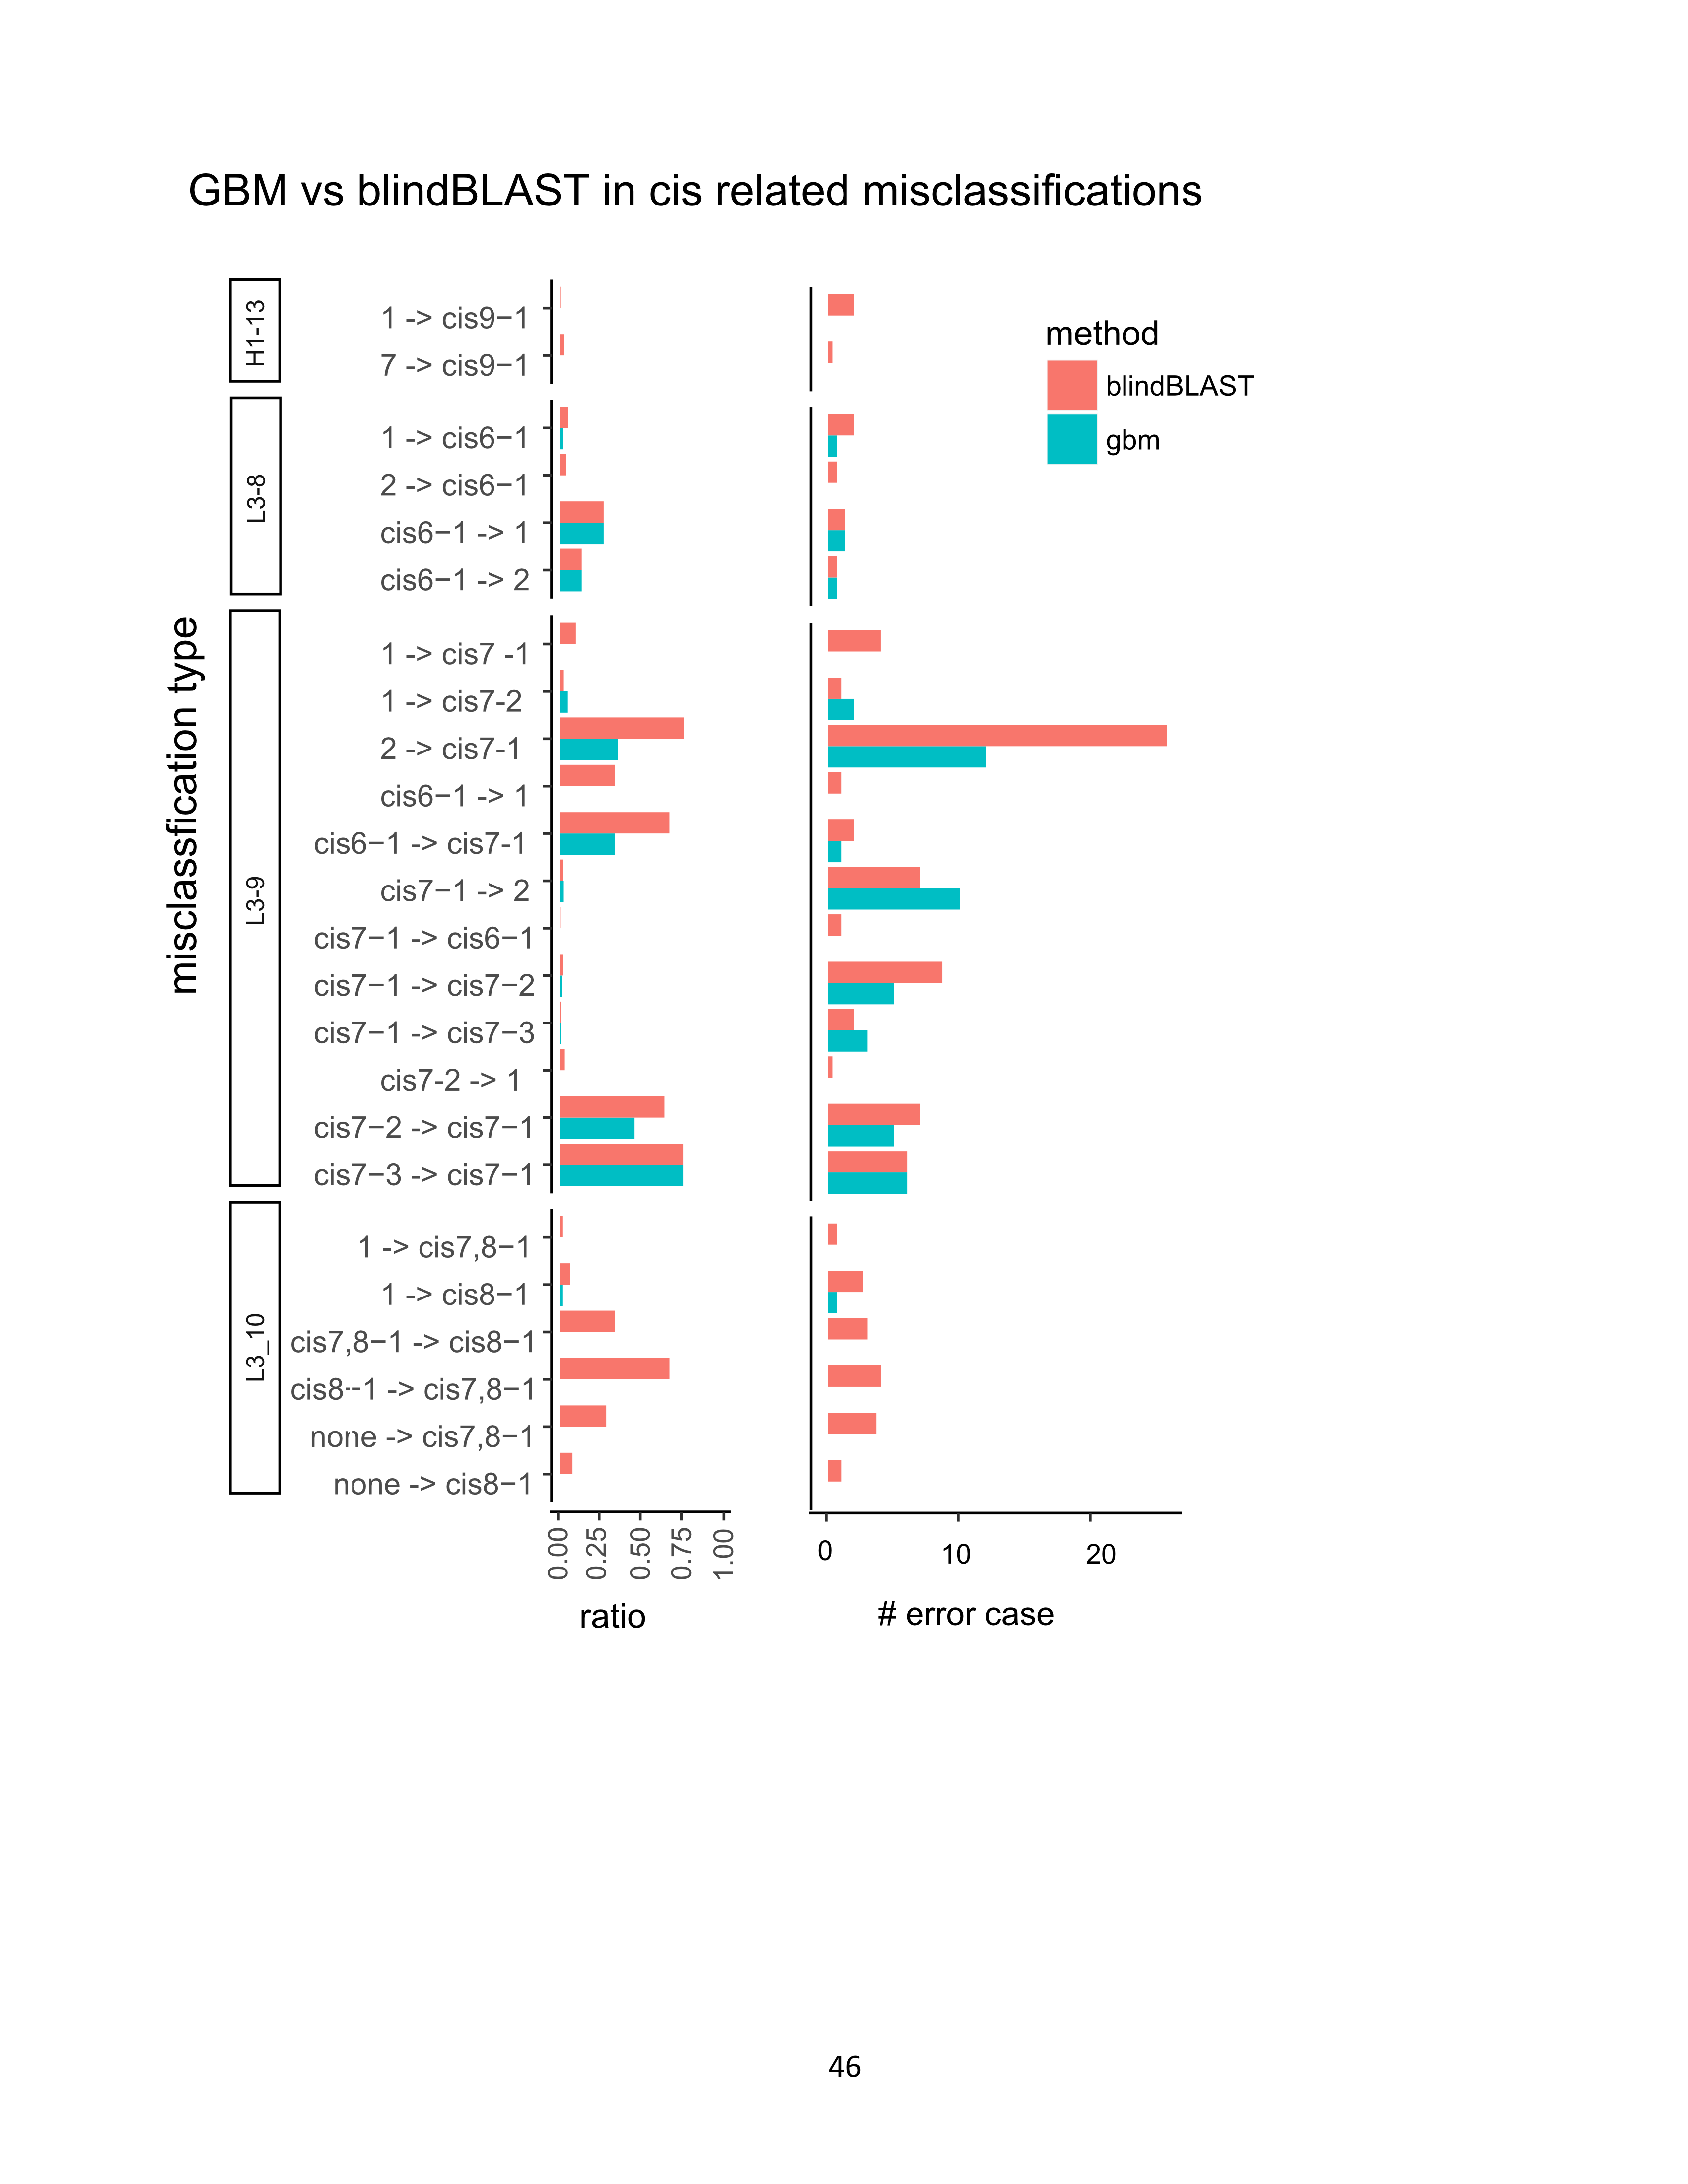 GBM vs blindBLAST in cis related misclassifications
misclassfication type
H1-13
1 -> cis9−1
7 -> cis9−1
L3-8
1 -> cis6−1
2 -> cis6−1
cis6−1 -> 1
cis6−1 -> 2
L3-9
1 -> cis7 -1
1 -> cis7-2
2 -> cis7-1
cis6−1 -> 1
cis6−1 -> cis7-1
cis7−1 -> 2
cis7−1 -> cis6−1
cis7−1 -> cis7−2
cis7−1 -> cis7−3
cis7-2 -> 1
cis7−2 -> cis7−1
cis7−3 -> cis7−1
L3_10
1 -> cis7,8−1
1 -> cis8−1
cis7,8−1 -> cis8−1
cis8--1 -> cis7,8−1
none -> cis7,8−1
none -> cis8−1
0.00 0.25 0.50 0.75 1.00
ratio
0 10 20
# error case
method
blindBLAST
gbm
46